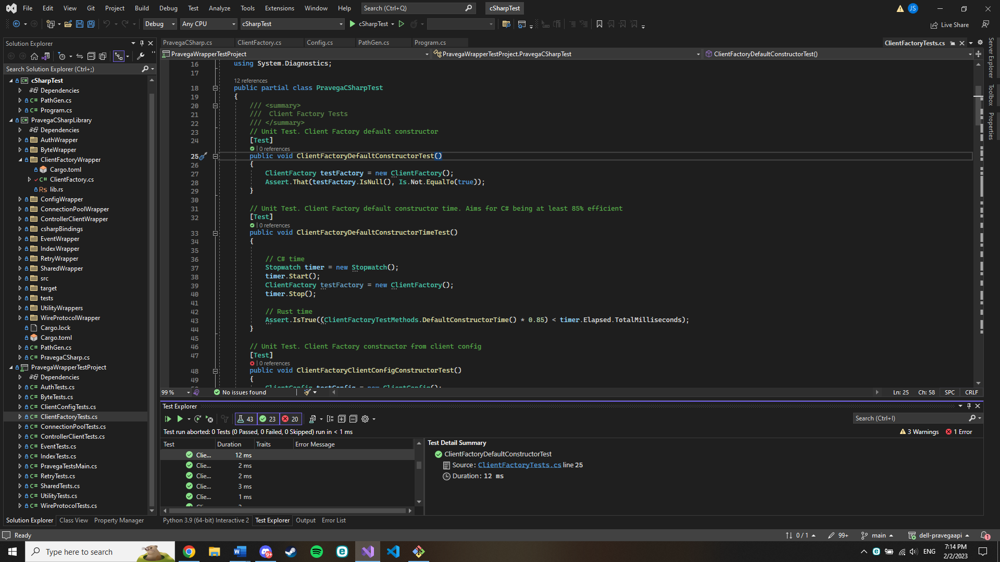 File Edit View Git Project Build Debug Test Analyze Tools Extensions Window Help Search (Ctrl+Q) cSharpTest JS
Debug Any CPU cSharpTest cSharpTest Live Share
Solution Explorer
Search Solution Explorer (Ctrl+;)
cSharpTest
Dependencies
C# PathGen.cs
C# Program.cs
PravegaCSharpLibrary
Dependencies
AuthWrapper
ByteWrapper
ClientFactoryWrapper
Cargo.toml
C# ClientFactory.cs
Rs lib.rs
ConfigWrapper
ConnectionPoolWrapper
ControllerClientWrapper
csharpBindings
EventWrapper
IndexWrapper
RetryWrapper
SharedWrapper
src
target
tests
UtilityWrappers
WireProtocolWrapper
Cargo.lock
Cargo.toml
C# PathGen.cs
C# PravegaCSharp.cs
PravegaWrapperTestProject
Dependencies
C# AuthTests.cs
C# ByteTests.cs
C# ClientConfigTests.cs
C# ClientFactoryTests.cs
C# ConnectionPoolTests.cs
C# ControllerClientTests.cs
C# EventTests.cs
C# IndexTests.cs
C# PravegaTestsMain.cs
C# RetryTests.cs
C# SharedTests.cs
C# UtilityTests.cs
C# WireProtocolTests.cs
Solution Explorer Class View Property Manager
PravegaCSharp.cs ClientFactory.cs Config.cs PathGen.cs Program.cs ClientFactoryTests.cs
PravegaWrapperTestProject PravegaWrapperTestProject.PravegaCSharpTest ClientFactoryDefaultConstructorTest()
16 using System.Diagnostics;
17
12 references
18 public partial class PravegaCSharpTest
19 {
20 /// <summary>
21 /// Client Factory Tests
22 /// </summary>
23 // Unit Test. Client Factory default constructor
24 [Test]
| 0 references
25 public void ClientFactoryDefaultConstructorTest()
26 {
27 ClientFactory testFactory = new ClientFactory();
28 Assert.That(testFactory.IsNull(), Is.Not.EqualTo(true));
29 }
30
31 // Unit Test. Client Factory default constructor time. Aims for C# being at least 85% efficient
32 [Test]
| 0 references
33 public void ClientFactoryDefaultConstructorTimeTest()
34 {
35
36 // C# time
37 Stopwatch timer = new Stopwatch();
38 timer.Start();
39 ClientFactory testFactory = new ClientFactory();
40 timer.Stop();
41
42 // Rust time
43 Assert.IsTrue((ClientFactoryTestMethods.DefaultConstructorTime() * 0.85) < timer.Elapsed.TotalMilliseconds);
44 }
45
46 // Unit Test. Client Factory constructor from client config
47 [Test]
| 0 references
48 public void ClientFactoryClientConfigConstructorTest()
49 {
ClientConfig testConfig = new ClientConfig();
99 % No issues found Ln: 25 Ch: 58 SPC CRLF
Test Explorer
43 23 20 Search (Ctrl+I)
Test run aborted: 0 Tests (0 Passed, 0 Failed, 0 Skipped) run in < 1 ms 3 Warnings 1 Error
Test Duration Traits Error Message
Clie... 12 ms
Clie... 2 ms
Clie... 2 ms
Clie... 3 ms
Clie... 1 ms
Test Detail Summary
ClientFactoryDefaultConstructorTest
Source: ClientFactoryTests.cs line 25
Duration: 12 ms
Python 3.9 (64-bit) Interactive 2 Test Explorer Output Error List
Server Explorer
Toolbox
Properties
Ready 0 / 1 99+ main dell-pravegaapi 1
Type here to search 9+ ENG 7:14 PM
2/2/2023